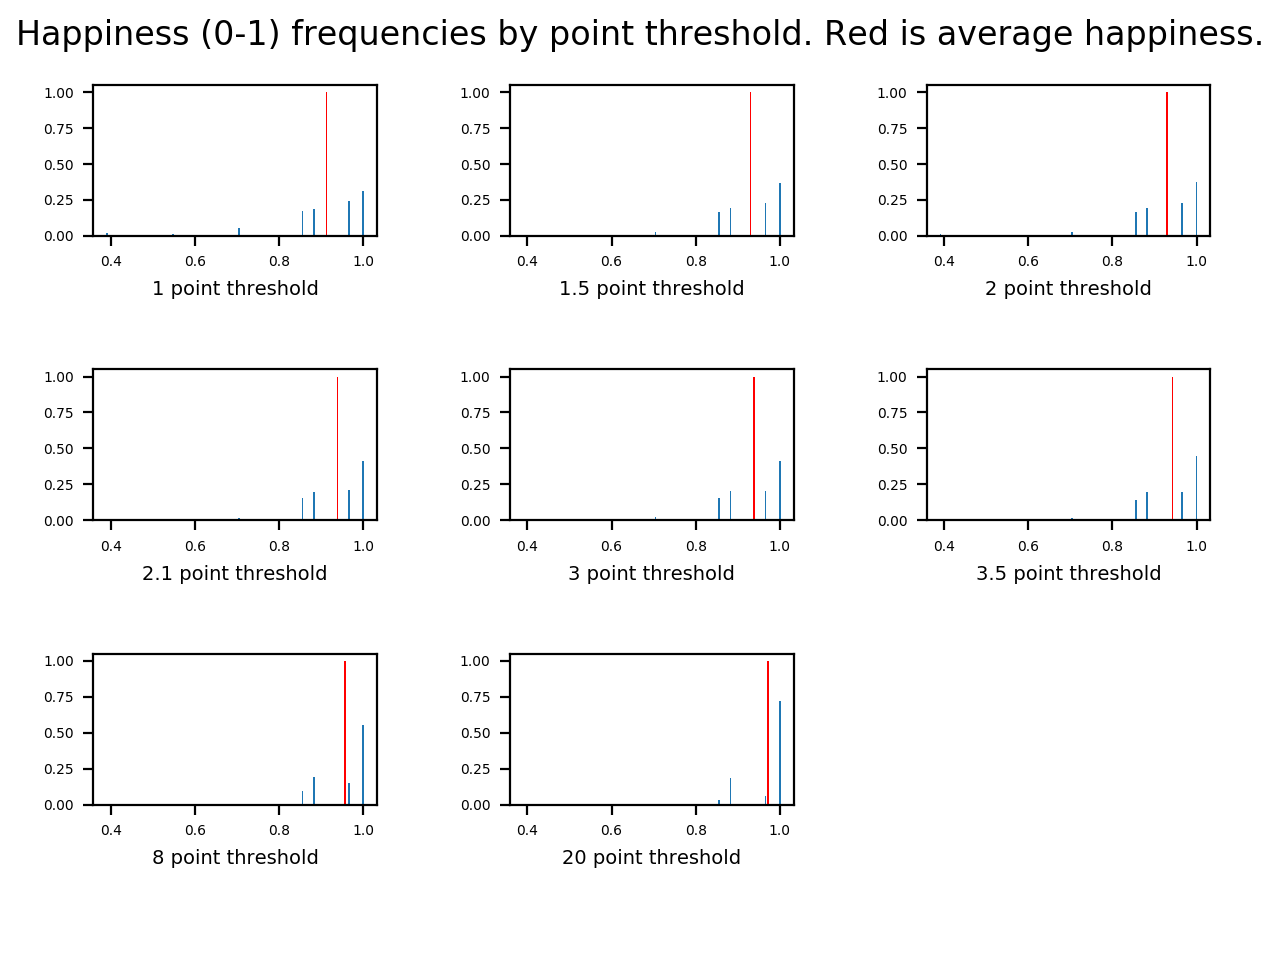 Happiness (0-1) frequencies by point threshold. Red is average happiness.
1.00 1.00 1.00
0.75 0.75 0.75
0.50 0.50 0.50
0.25 0.25 0.25
0.00 0.00 0.00
0.4 0.6 0.8 1.0 0.4 0.6 0.8 1.0 0.4 0.6 0.8 1.0
1 point threshold 1.5 point threshold 2 point threshold
1.00 1.00 1.00
0.75 0.75 0.75
0.50 0.50 0.50
0.25 0.25 0.25
0.00 0.00 0.00
0.4 0.6 0.8 1.0 0.4 0.6 0.8 1.0 0.4 0.6 0.8 1.0
2.1 point threshold 3 point threshold 3.5 point threshold
1.00 1.00
0.75 0.75
0.50 0.50
0.25 0.25
0.00 0.00
0.4 0.6 0.8 1.0 0.4 0.6 0.8 1.0
8 point threshold 20 point threshold